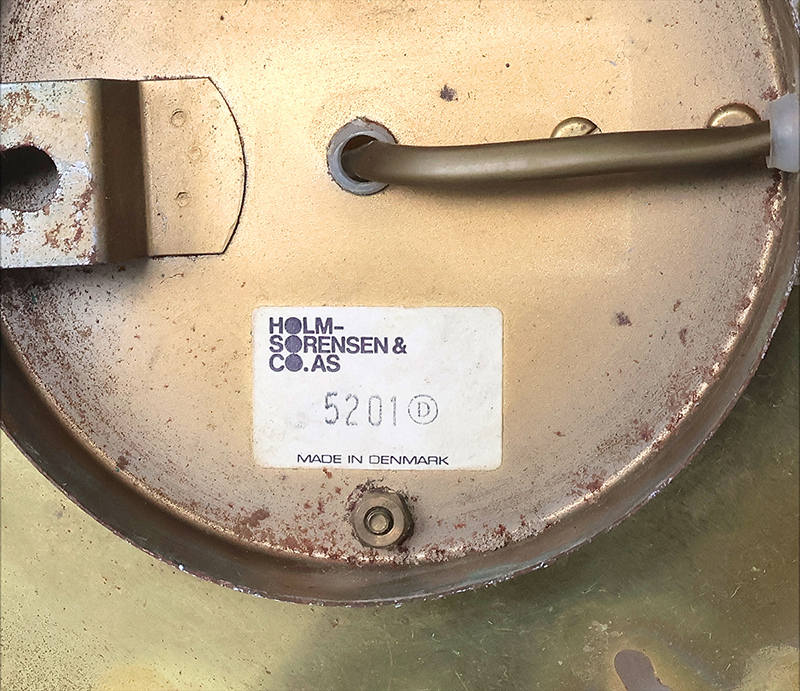 HOLM-
SORENSEN &
CO. AS
5201 Ⓓ
MADE IN DENMARK